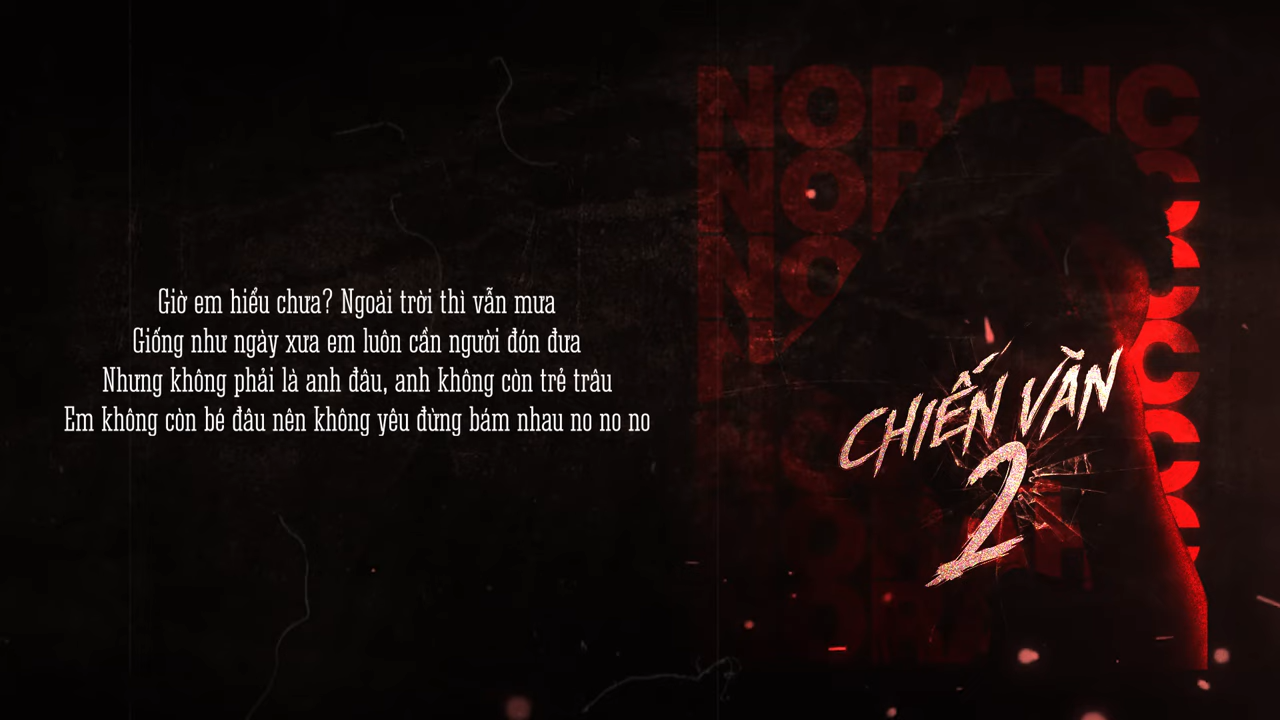 Giờ em hiểu chưa? Ngoài trời thì vẫn mưa
Giống như ngày xưa em luôn cần người đón đưa
Nhưng không phải là anh đâu, anh không còn trẻ trâu
Em không còn bé đâu nên không yêu đừng bám nhau no no no
NORAHC
CHIẾN VĂN
2